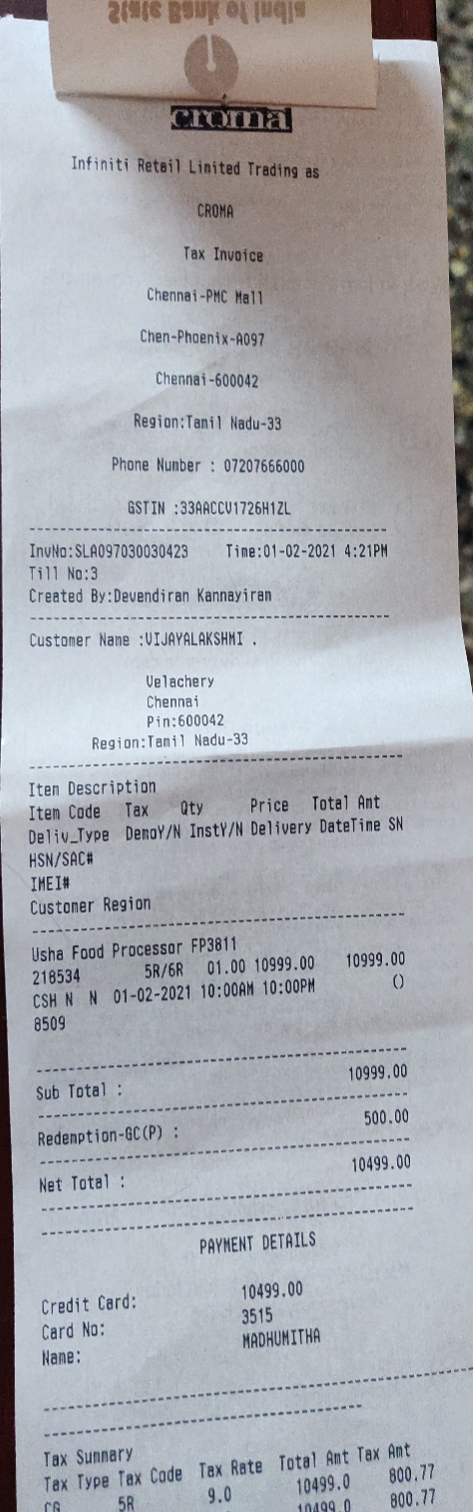 State Bank of India
croma
Infiniti Retail Limited Trading as
CROMA
Tax Invoice
Chennai-PMC Mall
Chen-Phoenix-A097
Chennai-600042
Region:Tamil Nadu-33
Phone Number : 07207666000
GSTIN :33AACCV1726H1ZL
InvNo:SLA097030030423 Time:01-02-2021 4:21PM
Till No:3
Created By:Devendiran Kannayiram
Customer Name :VIJAYALAKSHMI .
Velachery
Chennai
Pin:600042
Region:Tamil Nadu-33
Item Description
Item Code Tax Qty Price Total Amt
Deliv_Type DemoY/N InstY/N Delivery DateTime SN
HSN/SAC#
IMEI#
Customer Region
Usha Food Processor FP3811
218534 5R/6R 01.00 10999.00 10999.00
CSH N N 01-02-2021 10:00AM 10:00PM ()
8509
Sub Total : 10999.00
Redemption-GC(P) : 500.00
Net Total : 10499.00
PAYMENT DETAILS
Credit Card: 10499.00
Card No: 3515
Name: MADHUMITHA
Tax Summary
Tax Type Tax Code Tax Rate Total Amt Tax Amt
CG 5R 9.0 10499.0 800.77
10499.0 800.77